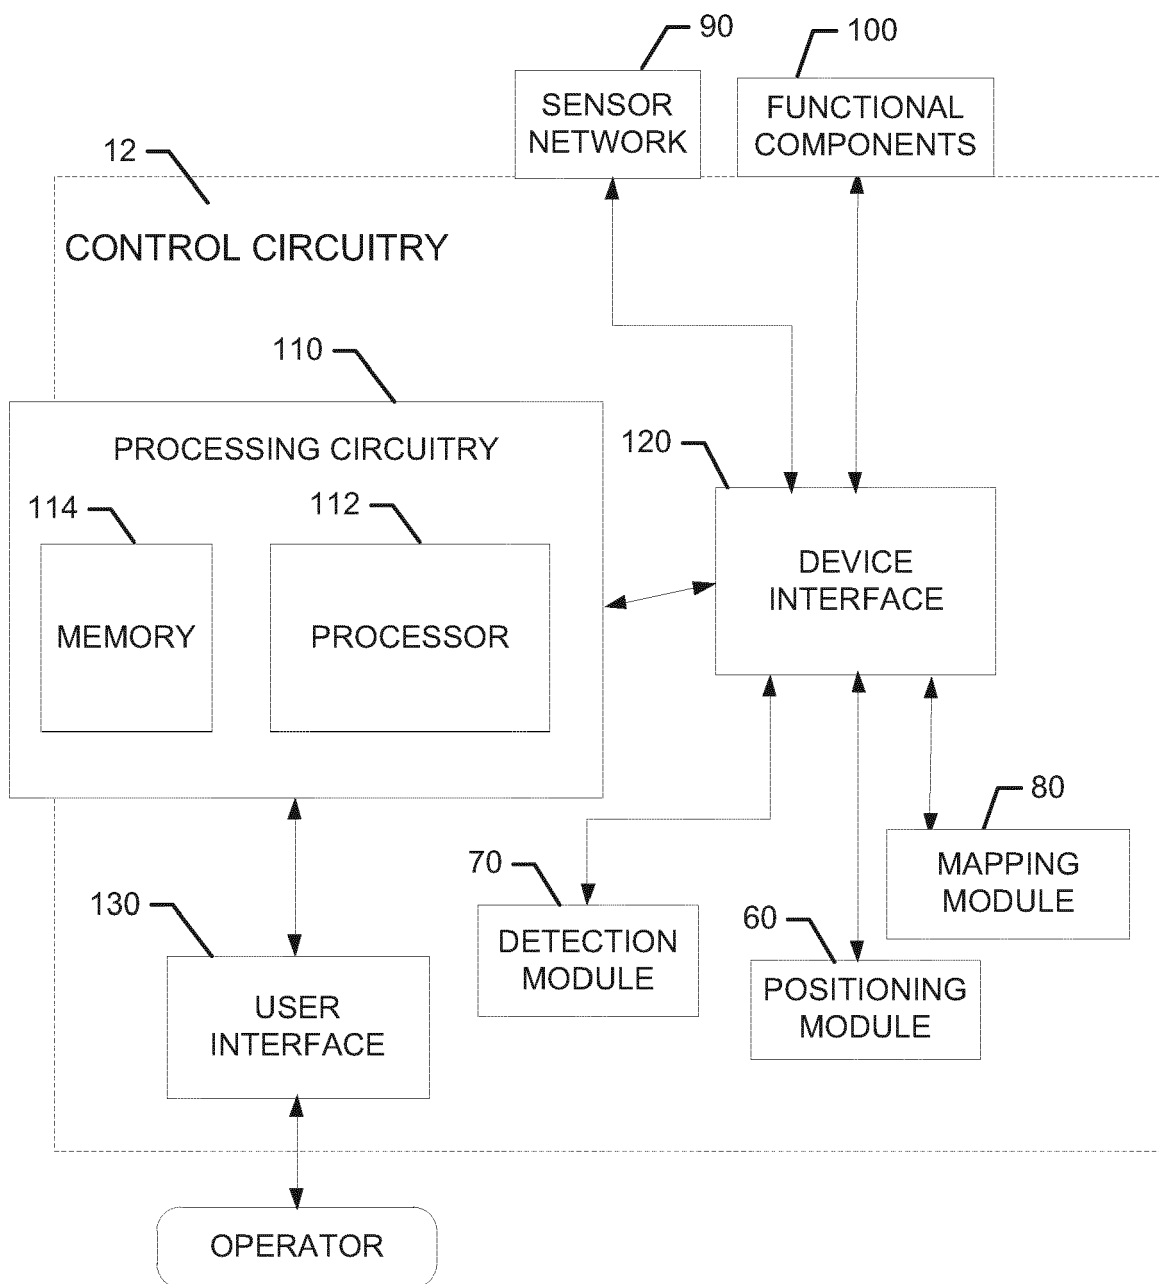 90
100
SENSOR
NETWORK
FUNCTIONAL
COMPONENTS
12
CONTROL CIRCUITRY
110
PROCESSING CIRCUITRY
120
114
112
MEMORY
PROCESSOR
DEVICE
INTERFACE
80
MAPPING
MODULE
70
DETECTION
MODULE
60
POSITIONING
MODULE
130
USER
INTERFACE
OPERATOR